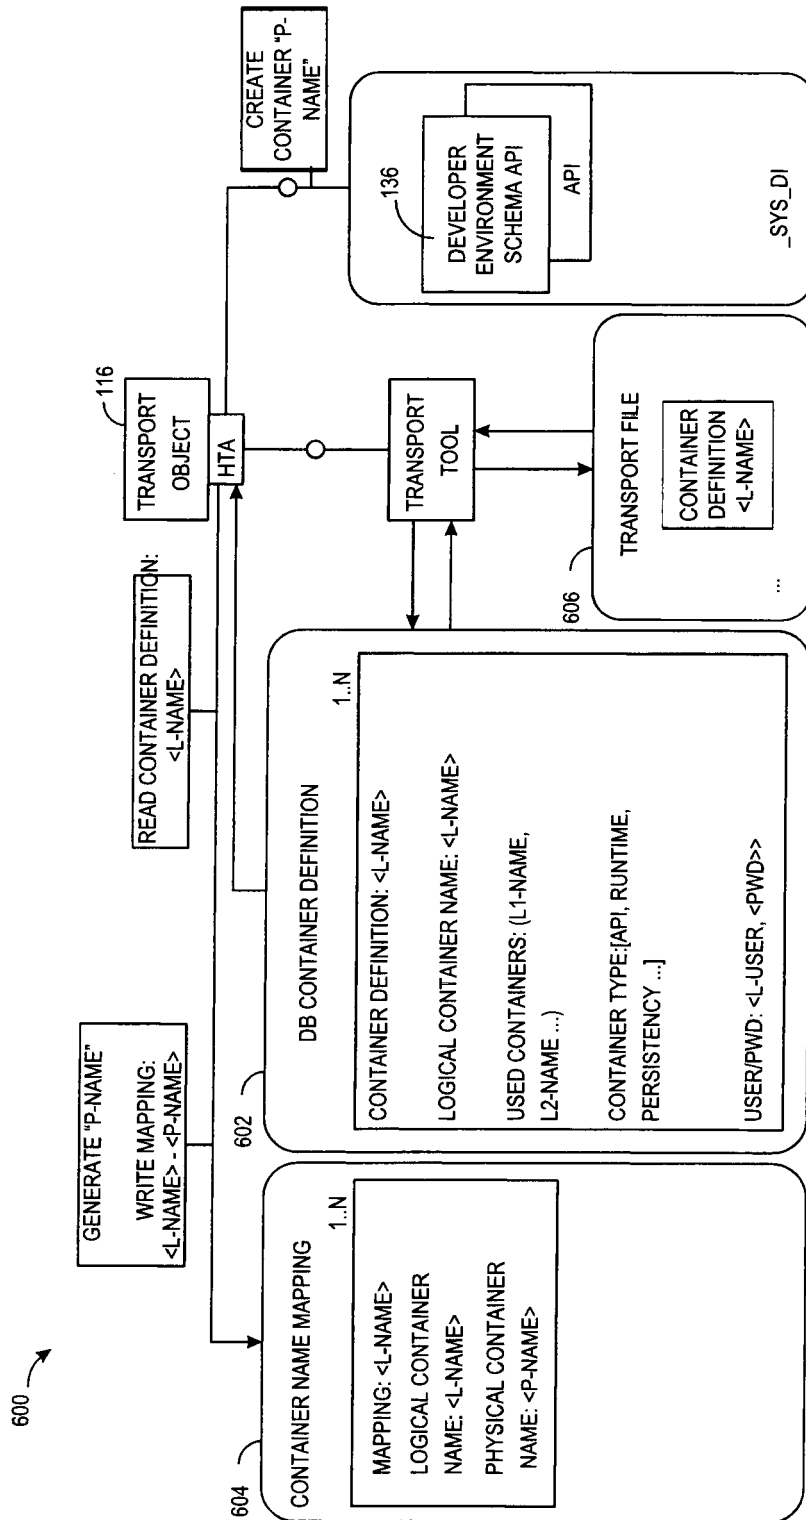 600
GENERATE "P-NAME"
WRITE MAPPING:
<L-NAME> - <P-NAME>
READ CONTAINER DEFINITION:
<L-NAME>
116
TRANSPORT
OBJECT
HTA
CREATE
CONTAINER "P-
NAME"
604
CONTAINER NAME MAPPING
1..N
MAPPING: <L-NAME>
LOGICAL CONTAINER
NAME: <L-NAME>
PHYSICAL CONTAINER
NAME: <P-NAME>
602
DB CONTAINER DEFINITION
1..N
CONTAINER DEFINITION: <L-NAME>
LOGICAL CONTAINER NAME: <L-NAME>
USED CONTAINERS: (L1-NAME,
L2-NAME ...)
CONTAINER TYPE:[API, RUNTIME,
PERSISTENCY ...]
USER/PWD: <L-USER, <PWD>>
TRANSPORT
TOOL
606
TRANSPORT FILE
CONTAINER
DEFINITION
<L-NAME>
...
136
DEVELOPER
ENVIRONMENT
SCHEMA API
API
_SYS_DI